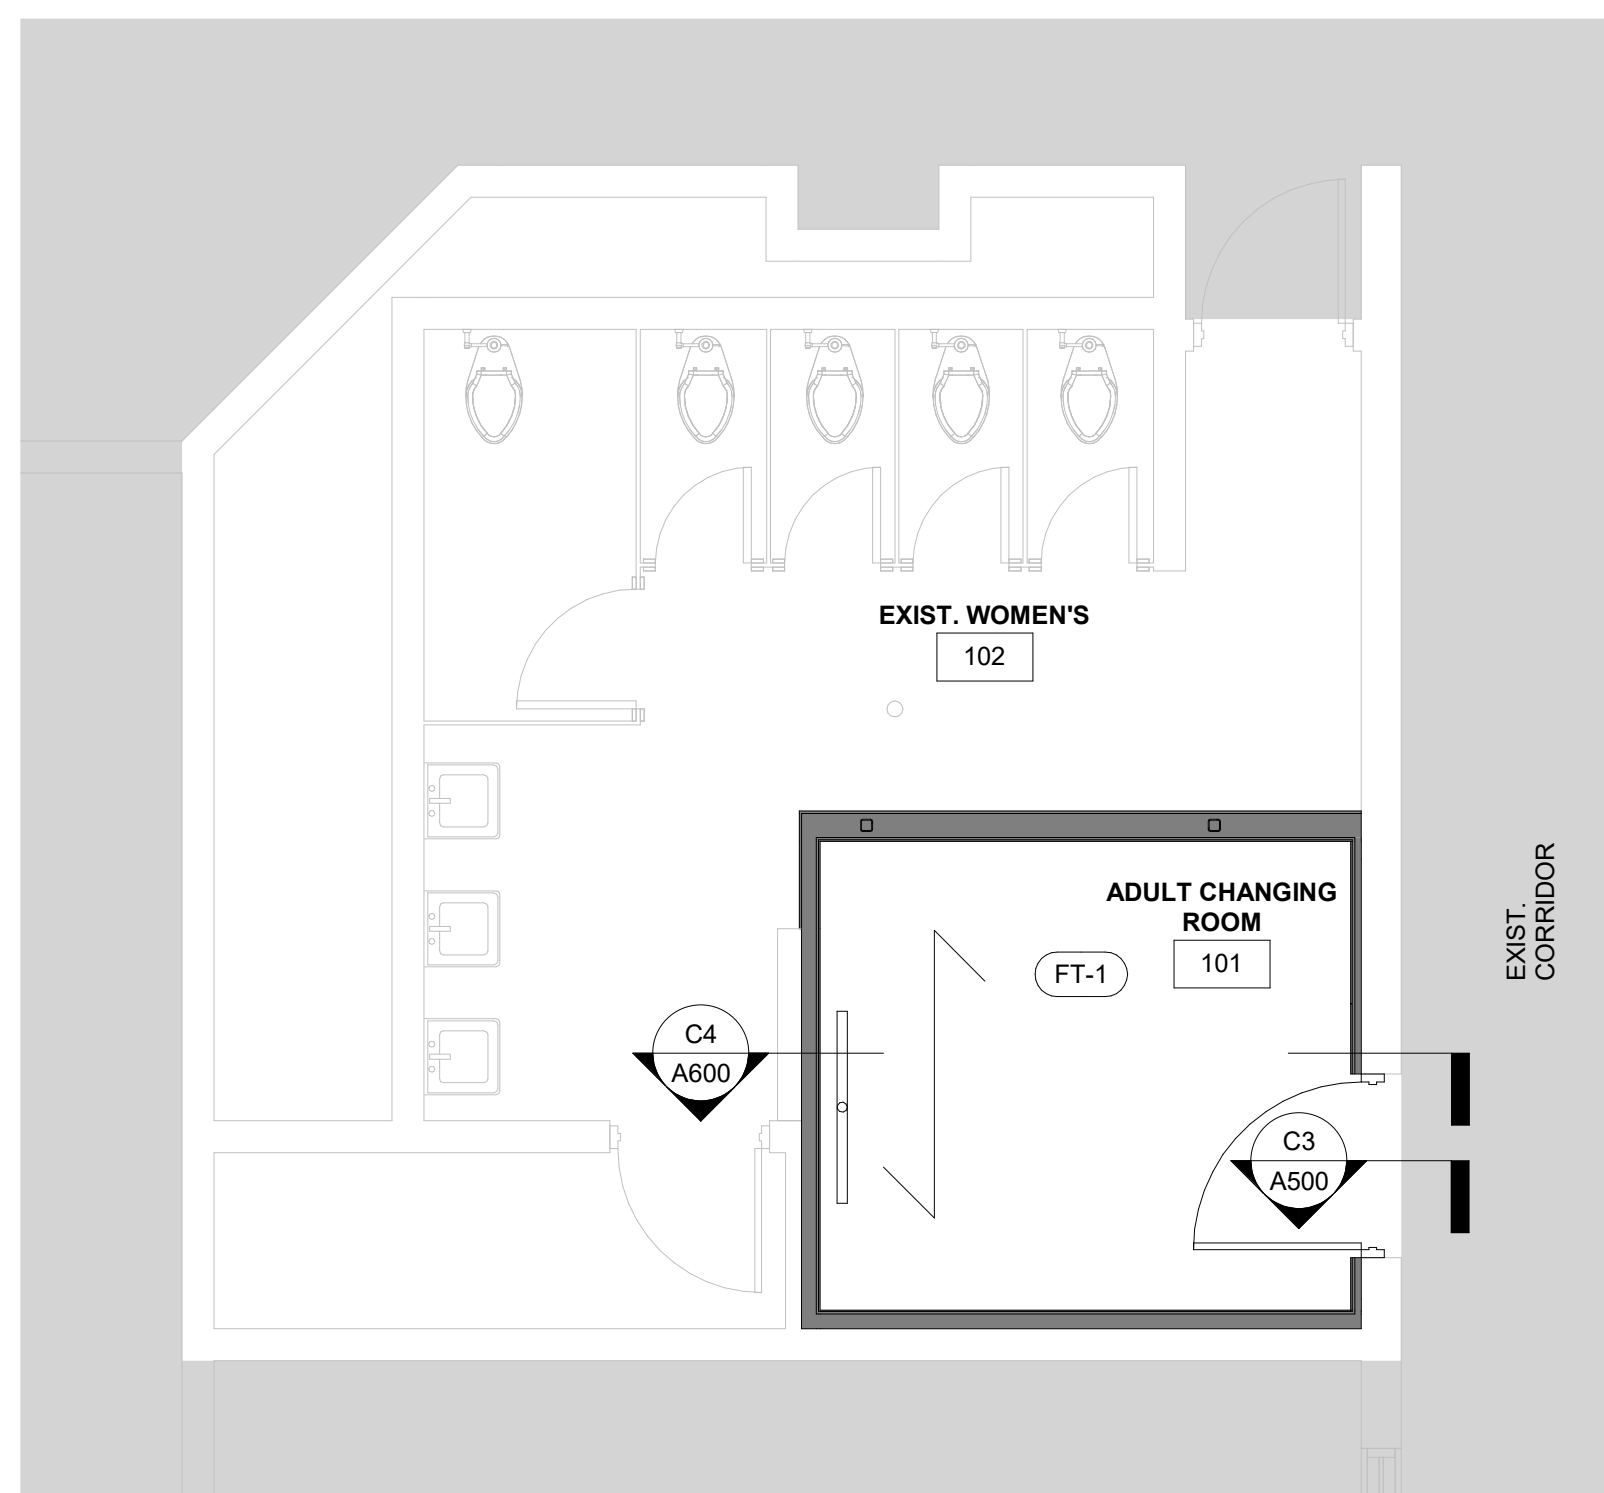 EXIST. WOMEN'S
102
ADULT CHANGING
ROOM
101
FT-1
EXIST.
CORRIDOR
C4
A600
C3
A500